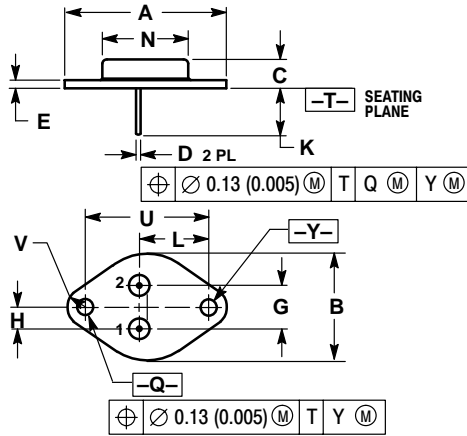 A
N
C
E
–T– SEATING PLANE
K
D 2 PL
⌖ ∅ 0.13 (0.005) Ⓜ T Q Ⓜ Y Ⓜ
U
L
V
–Y–
2
H
G
B
1
–Q–
⌖ ∅ 0.13 (0.005) Ⓜ T Y Ⓜ